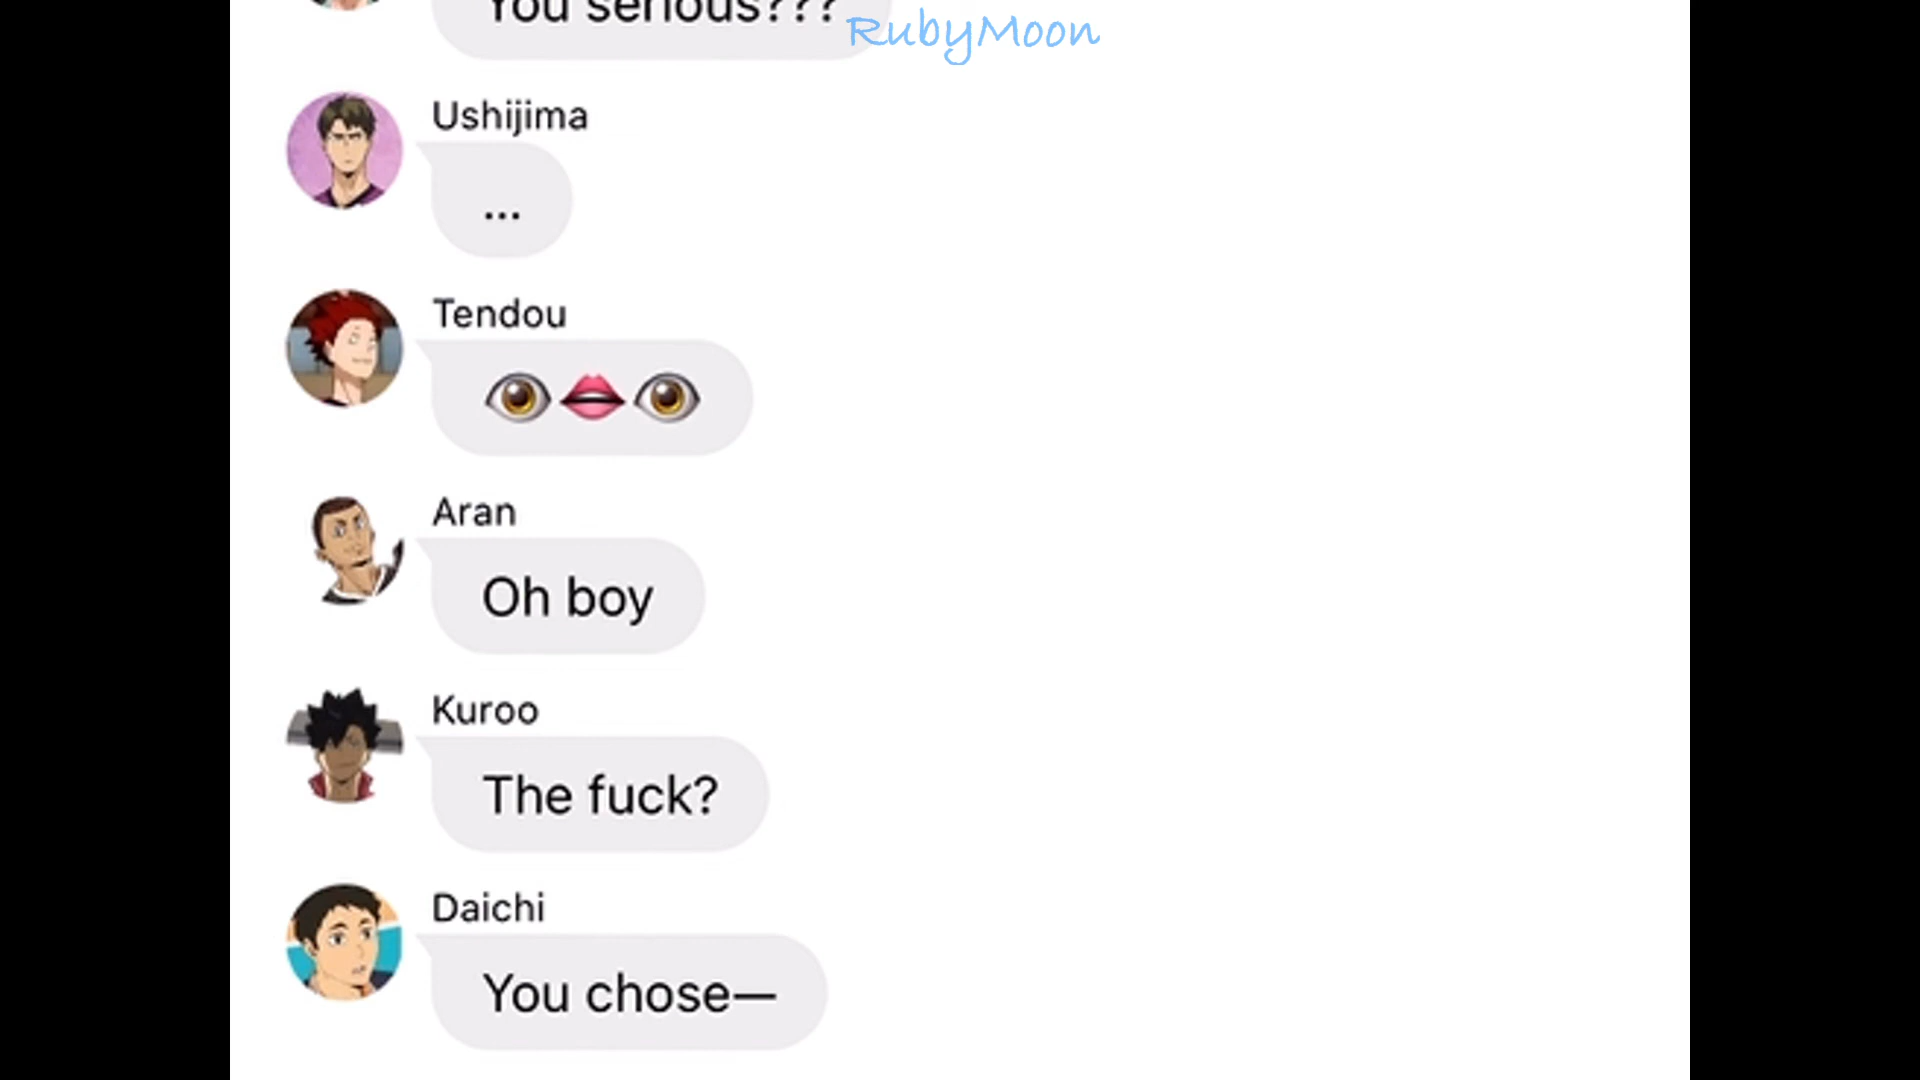 You serious???
RubyMoon
Ushijima
...
Tendou
👁️👄👁️
Aran
Oh boy
Kuroo
The fuck?
Daichi
You chose—